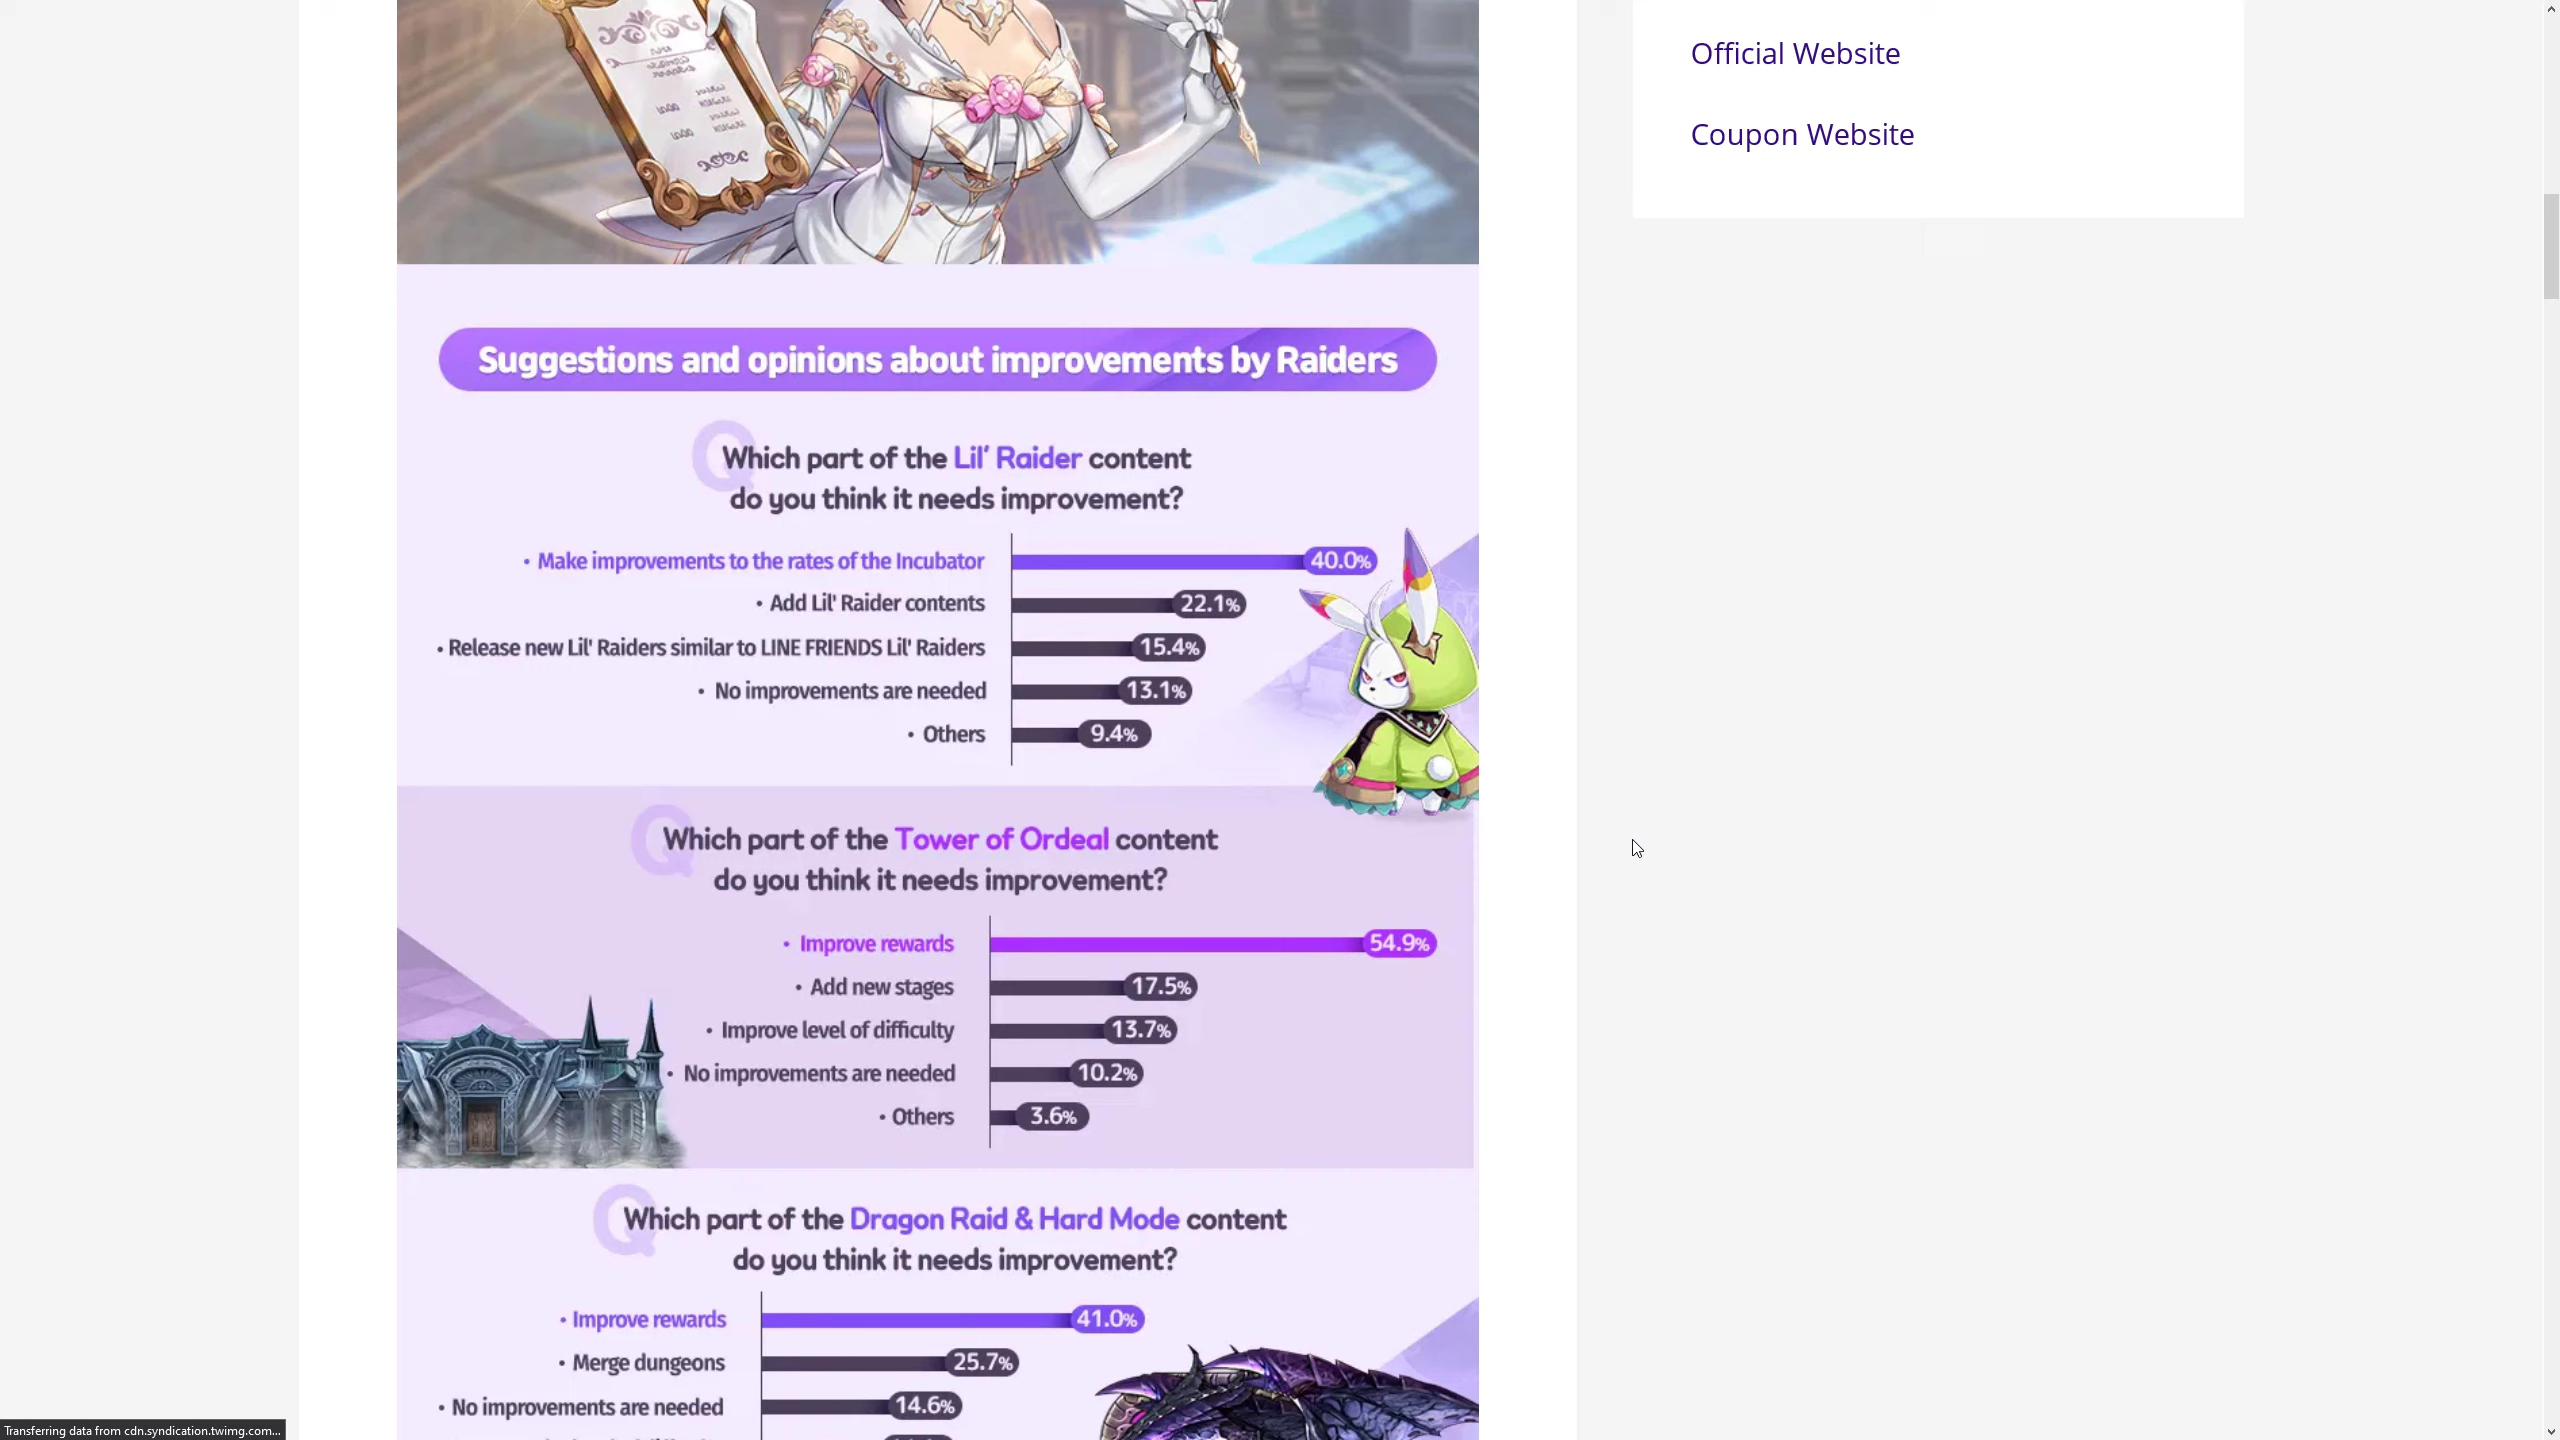 Official Website
Coupon Website
Suggestions and opinions about improvements by Raiders
Q
Which part of the Lil' Raider content
do you think it needs improvement?
• Make improvements to the rates of the Incubator 40.0%
• Add Lil' Raider contents 22.1%
• Release new Lil' Raiders similar to LINE FRIENDS Lil' Raiders 15.4%
• No improvements are needed 13.1%
• Others 9.4%
Q
Which part of the Tower of Ordeal content
do you think it needs improvement?
• Improve rewards 54.9%
• Add new stages 17.5%
• Improve level of difficulty 13.7%
• No improvements are needed 10.2%
• Others 3.6%
Q
Which part of the Dragon Raid & Hard Mode content
do you think it needs improvement?
• Improve rewards 41.0%
• Merge dungeons 25.7%
• No improvements are needed 14.6%
Transferring data from cdn.syndication.twimg.com...